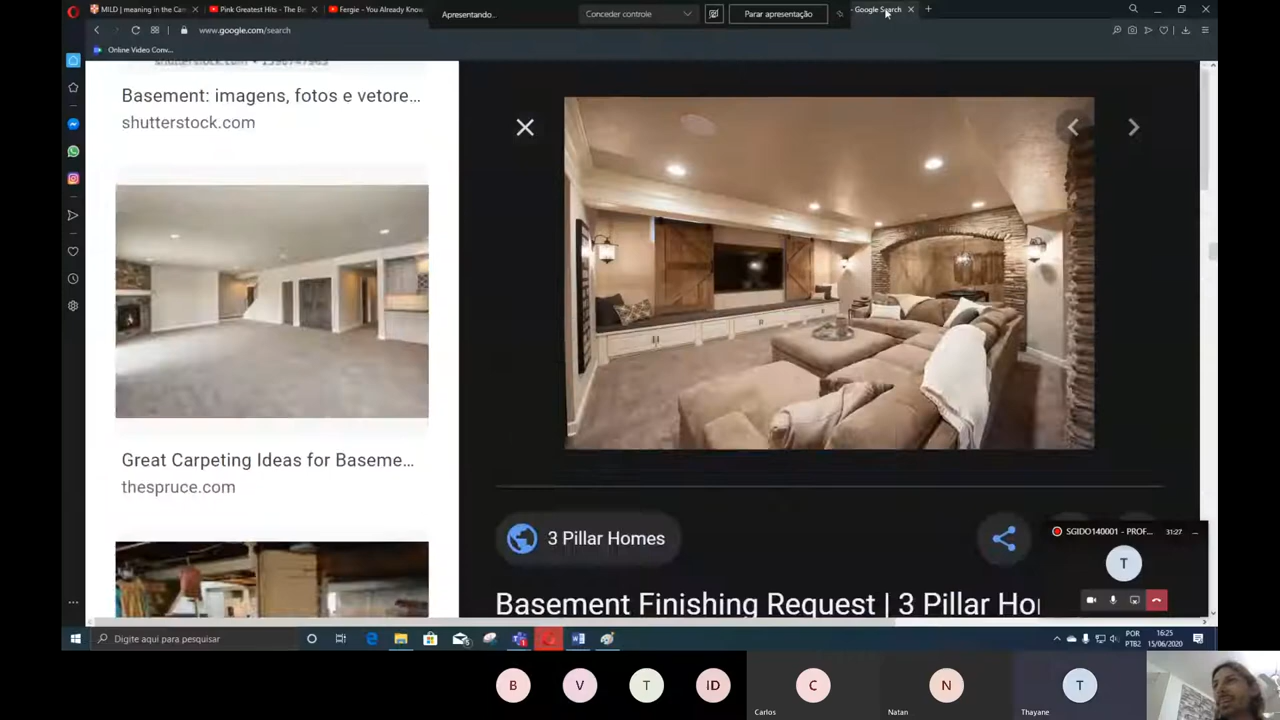 MILD | meaning in the Cam
Pink Greatest Hits - The Be
Fergie - You Already Know
Apresentando...
Conceder controle
Parar apresentação
Google Search
www.google.com/search
Online Video Conv...
Basement: imagens, fotos e vetore...
shutterstock.com
Great Carpeting Ideas for Baseme...
thespruce.com
3 Pillar Homes
Basement Finishing Request | 3 Pillar Ho
SGIDO140001 - PROF...
31:27
T
Digite aqui para pesquisar
POR
PTB2
16:25
15/06/2020
B
V
T
ID
C
Carlos
N
Natan
T
Thayane